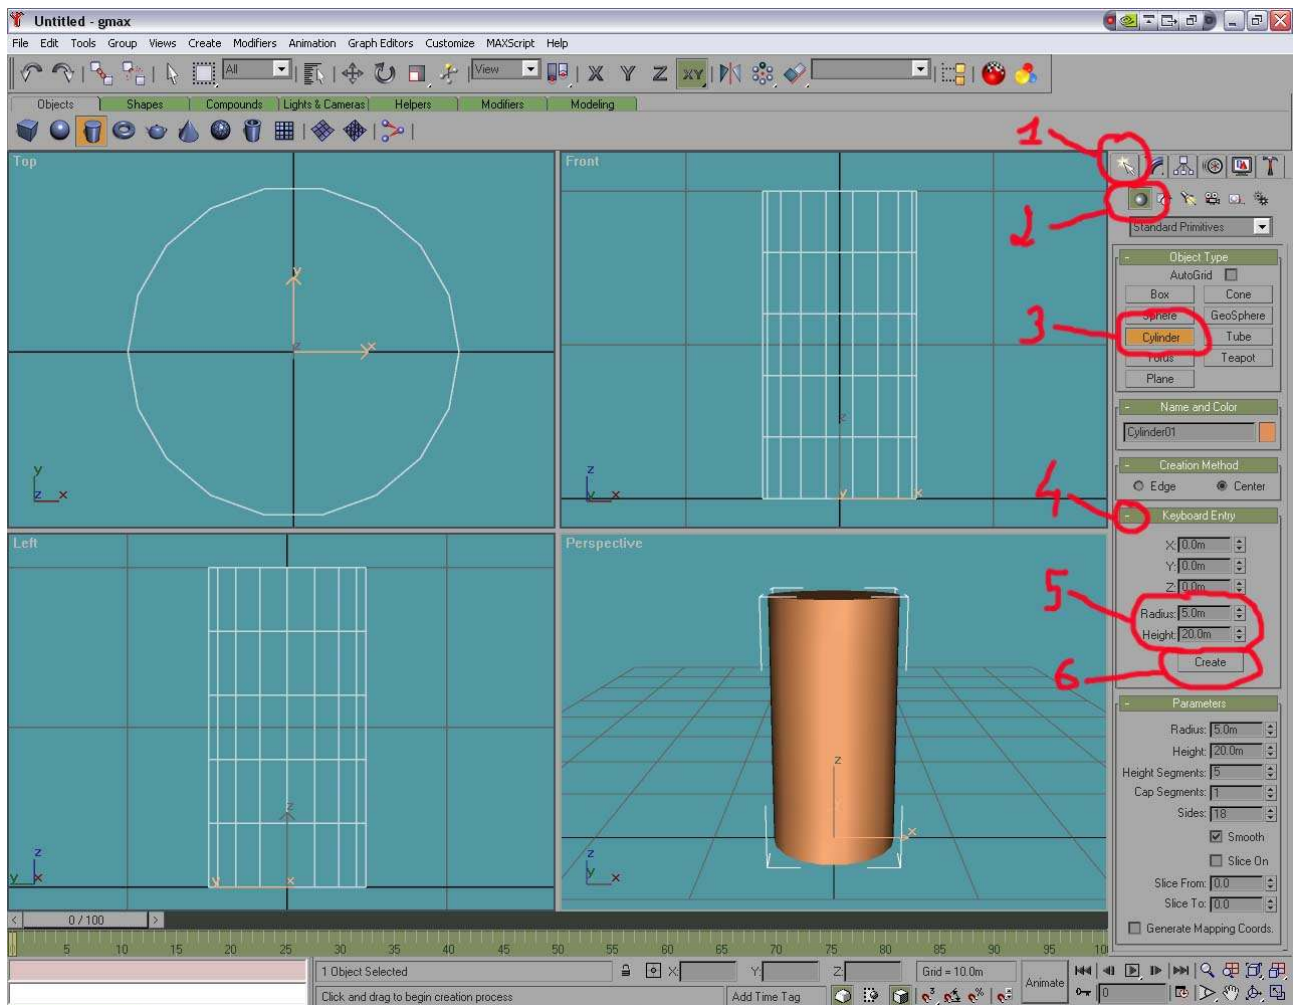 Untitled - gmax
File Edit Tools Group Views Create Modifiers Animation Graph Editors Customize MAXScript Help
All View X Y Z XY
Objects Shapes Compounds Lights & Cameras Helpers Modifiers Modeling
1
2
Standard Primitives
Object Type
AutoGrid
Box Cone
Sphere GeoSphere
3
Cylinder Tube
Torus Teapot
Plane
Name and Color
Cylinder01
Creation Method
Edge Center
4
Keyboard Entry
X: 0.0m
Y: 0.0m
Z: 0.0m
5
Radius: 5.0m
Height: 20.0m
Create
6
Parameters
Radius: 5.0m
Height: 20.0m
Height Segments: 5
Cap Segments: 1
Sides: 18
Smooth
Slice On
Slice From: 0.0
Slice To: 0.0
Generate Mapping Coords.
Top
y
x
z
y
z x
Front
z
y x
z
y x
Left
z
y x
z
y x
Perspective
z
x
z
y x
< 0 / 100 >
5 10 15 20 25 30 35 40 45 50 55 60 65 70 75 80 85 90 95 10
1 Object Selected X: Y: Z: Grid = 10.0m
Animate
Click and drag to begin creation process Add Time Tag 0